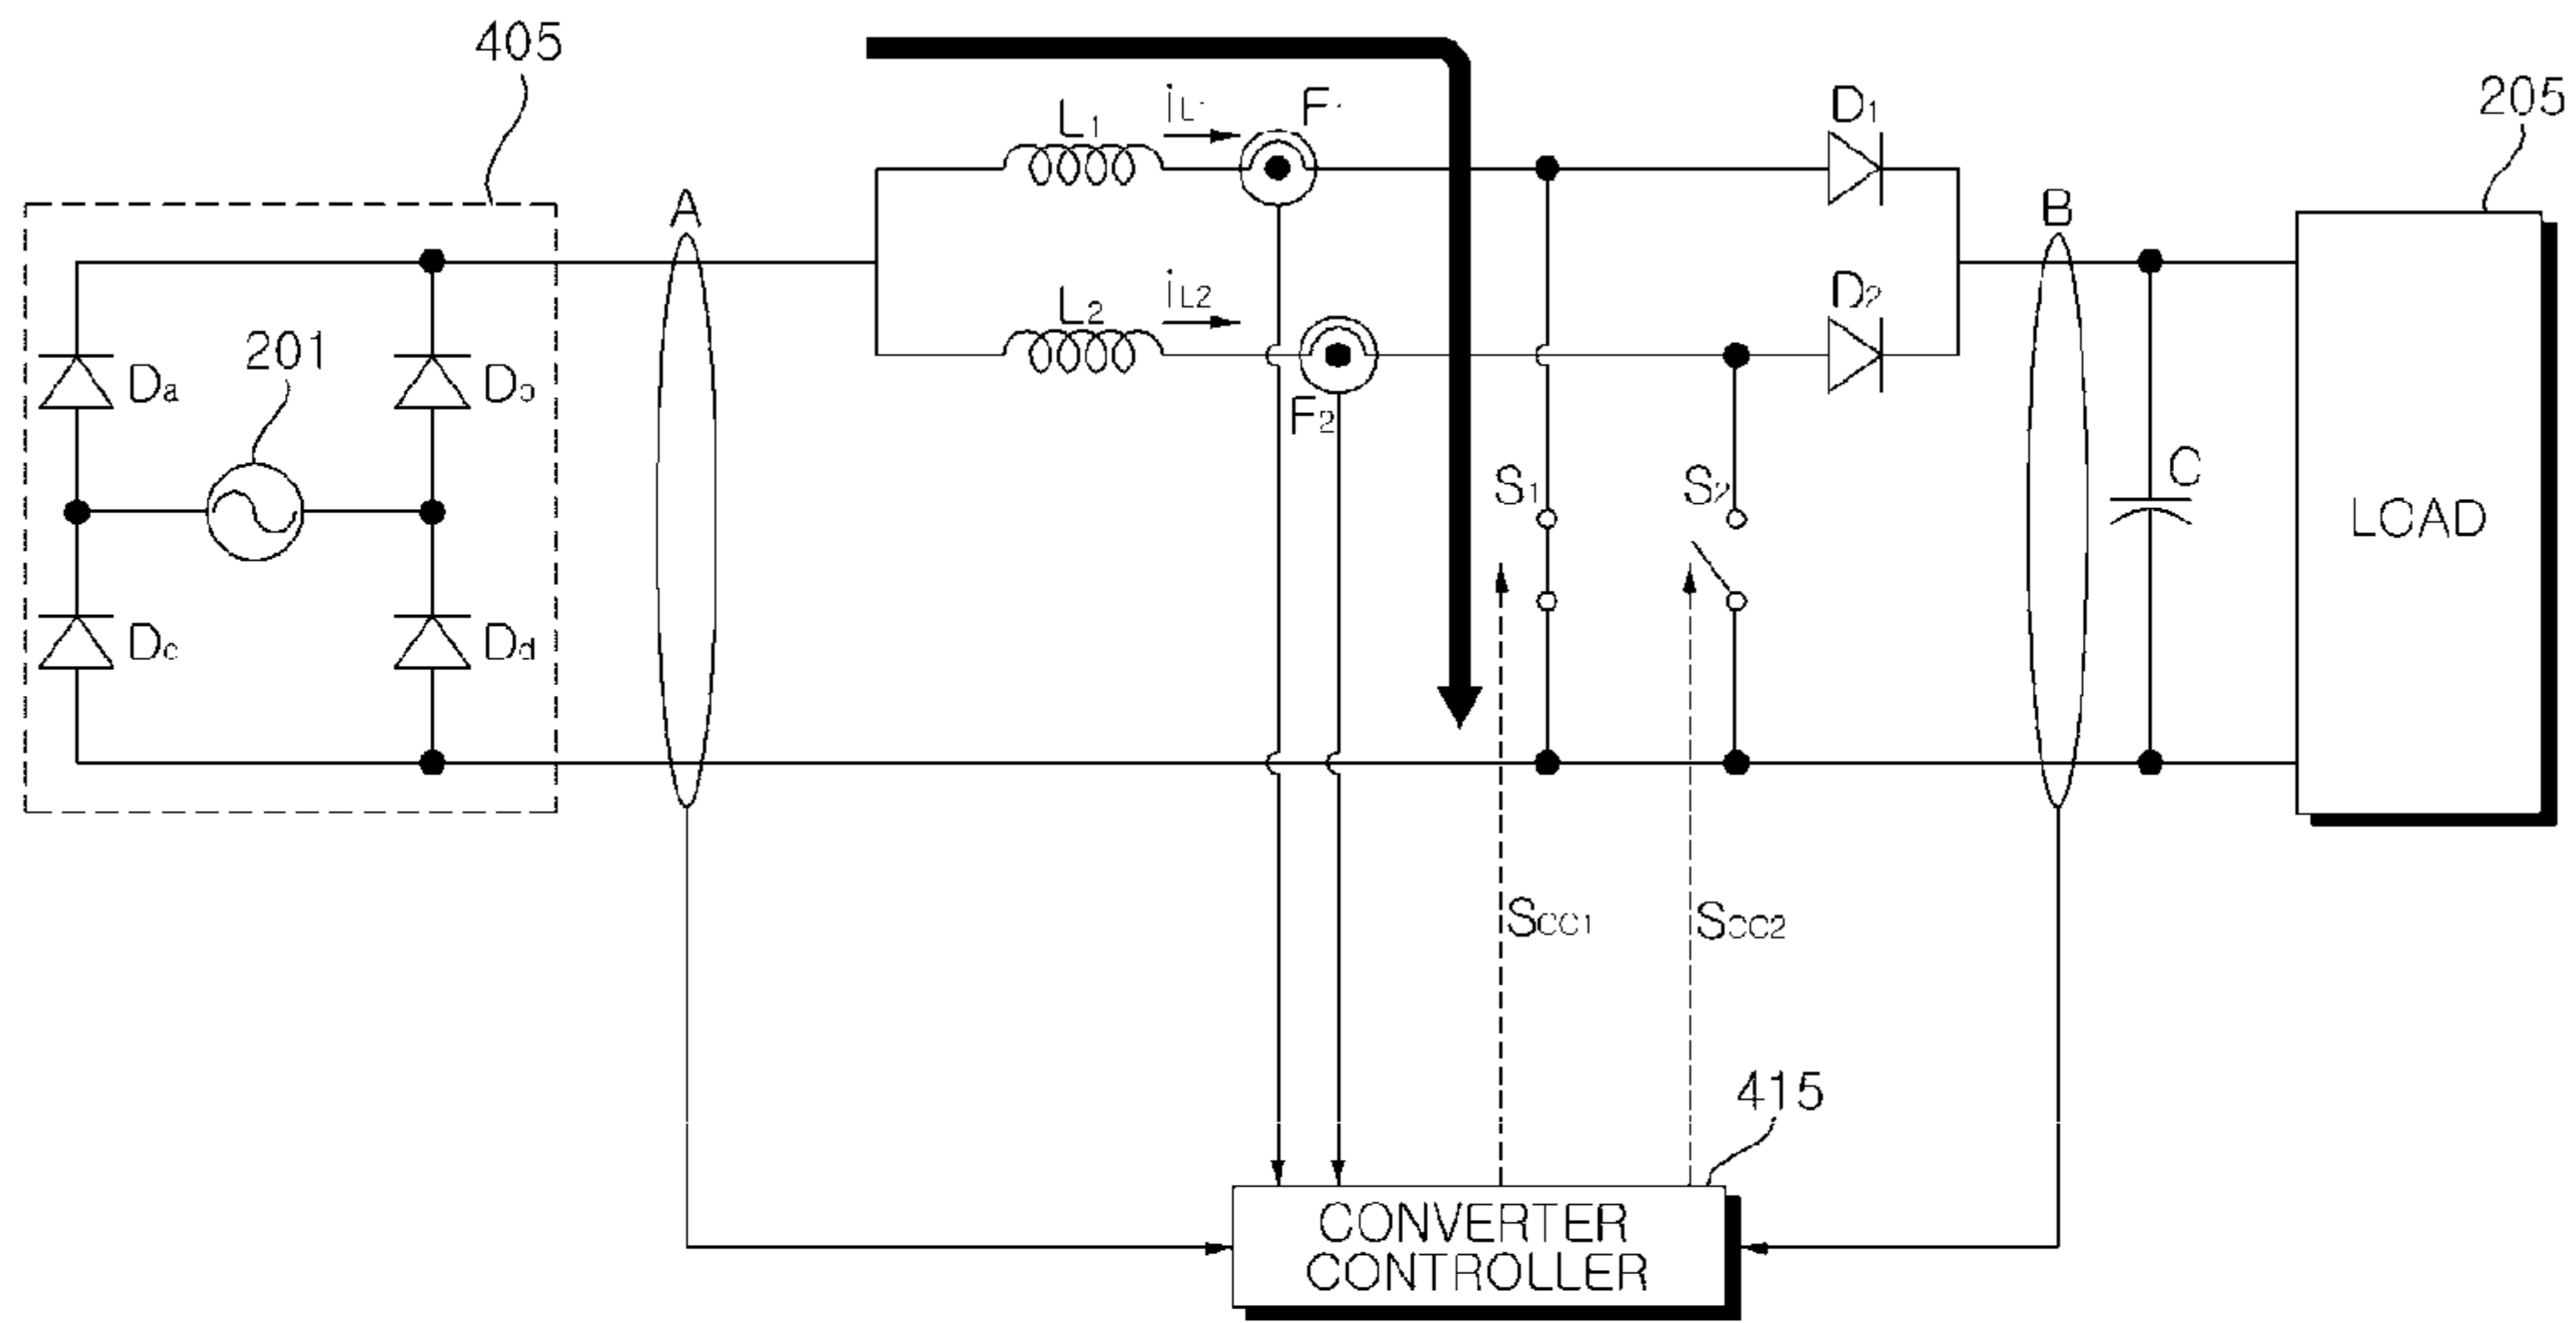 405
205
A
L1
iL1
F1
D1
B
L2
iL2
D2
201
Da
Db
F2
S1
S2
C
LOAD
Dc
Dd
SCC1
SCC2
415
CONVERTER
CONTROLLER